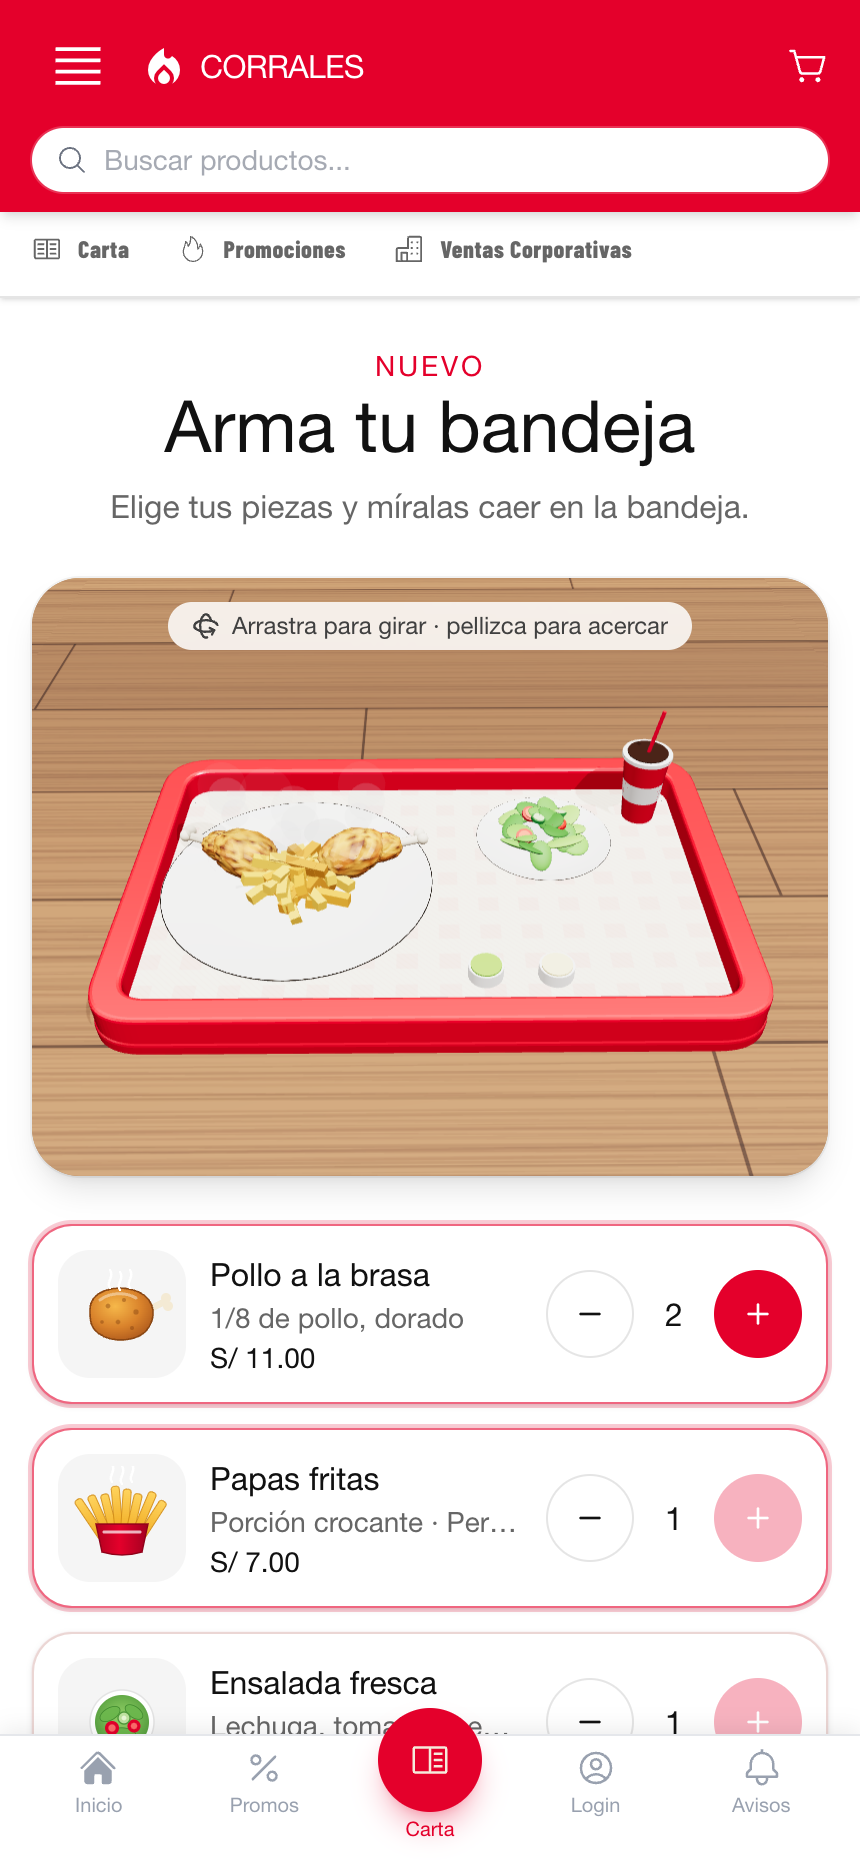 CORRALES
Buscar productos...
Carta
Promociones
Ventas Corporativas
NUEVO
Arma tu bandeja
Elige tus piezas y míralas caer en la bandeja.
Arrastra para girar · pellizca para acercar
Pollo a la brasa
1/8 de pollo, dorado
S/ 11.00
2
Papas fritas
Porción crocante · Per...
S/ 7.00
1
Ensalada fresca
1
Inicio
Promos
Carta
Login
Avisos